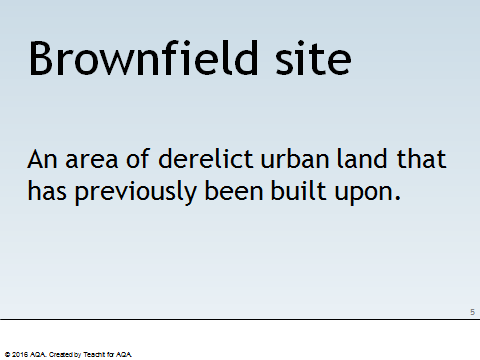 Brownfield site
An area of derelict urban land that
has previously been built upon.
5
© 2016 AQA. Created by Teachit for AQA.